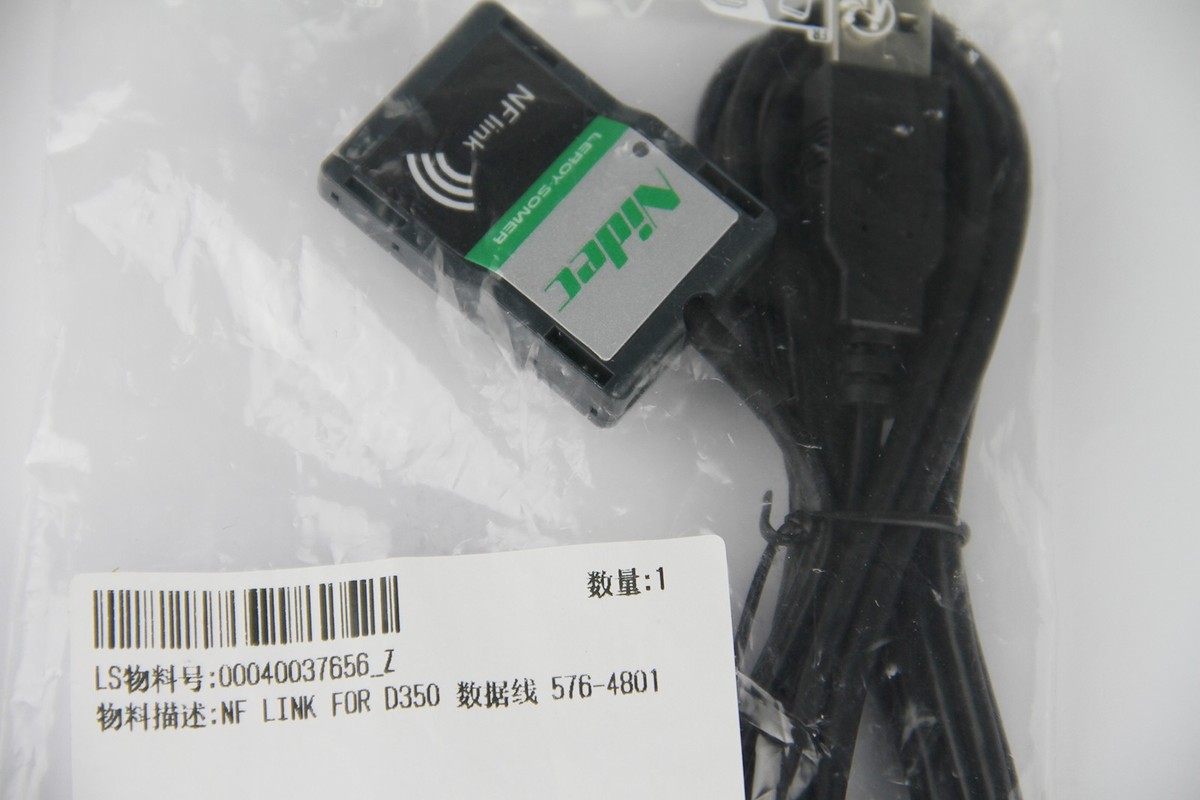 NF link
LEROY SOMER
Nidec
数量:1
LS物料号:00040037656_Z
物料描述:NF LINK FOR D350 数据线 576-4801